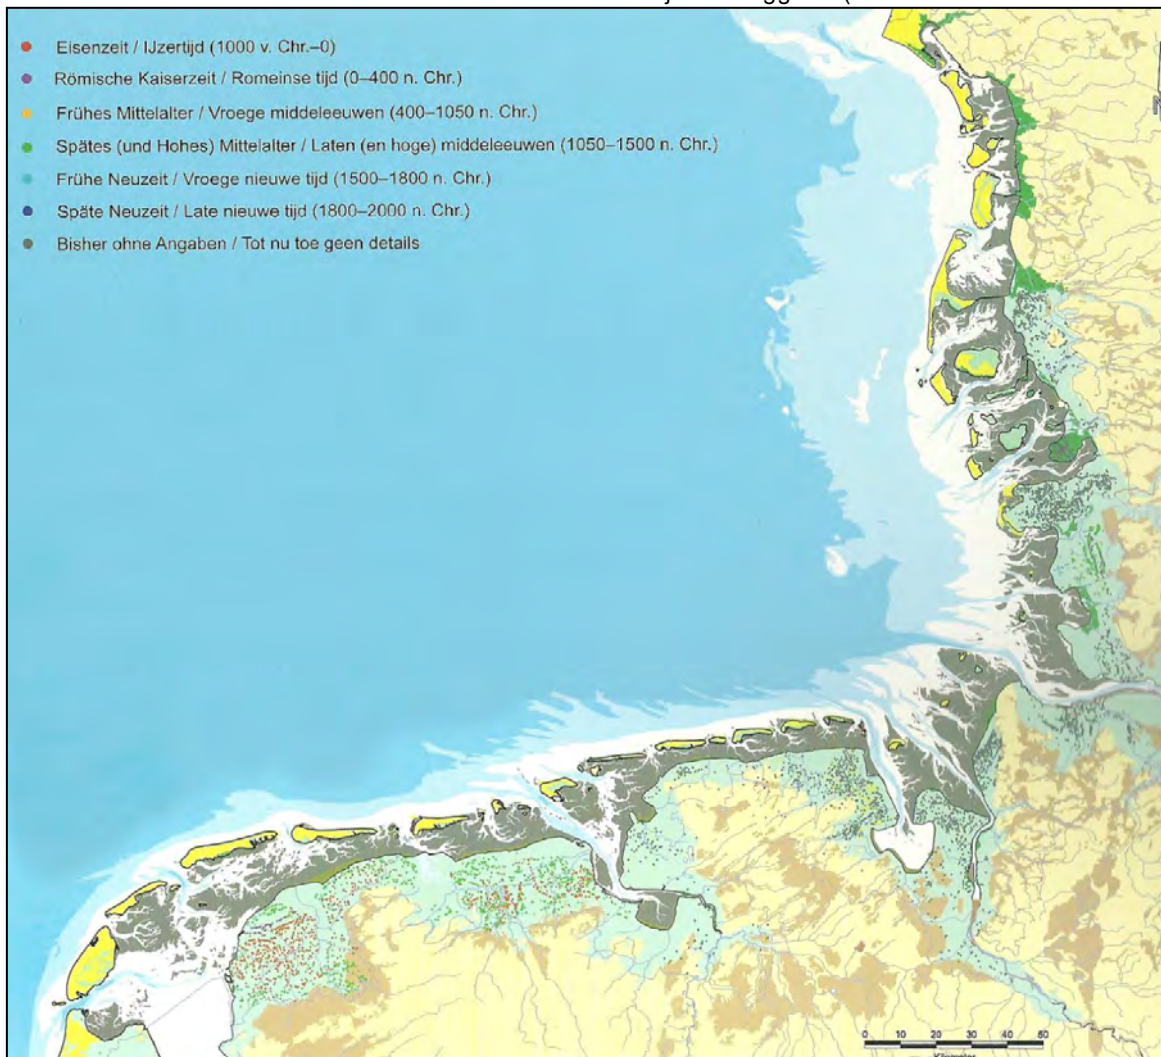 Eisenzeit / IJzertijd (1000 v. Chr.–0)
Römische Kaiserzeit / Romeinse tijd (0–400 n. Chr.)
Frühes Mittelalter / Vroege middeleeuwen (400–1050 n. Chr.)
Spätes (und Hohes) Mittelalter / Laten (en hoge) middeleeuwen (1050–1500 n. Chr.)
Frühe Neuzeit / Vroege nieuwe tijd (1500–1800 n. Chr.)
Späte Neuzeit / Late nieuwe tijd (1800–2000 n. Chr.)
Bisher ohne Angaben / Tot nu toe geen details
0 10 20 30 40 50